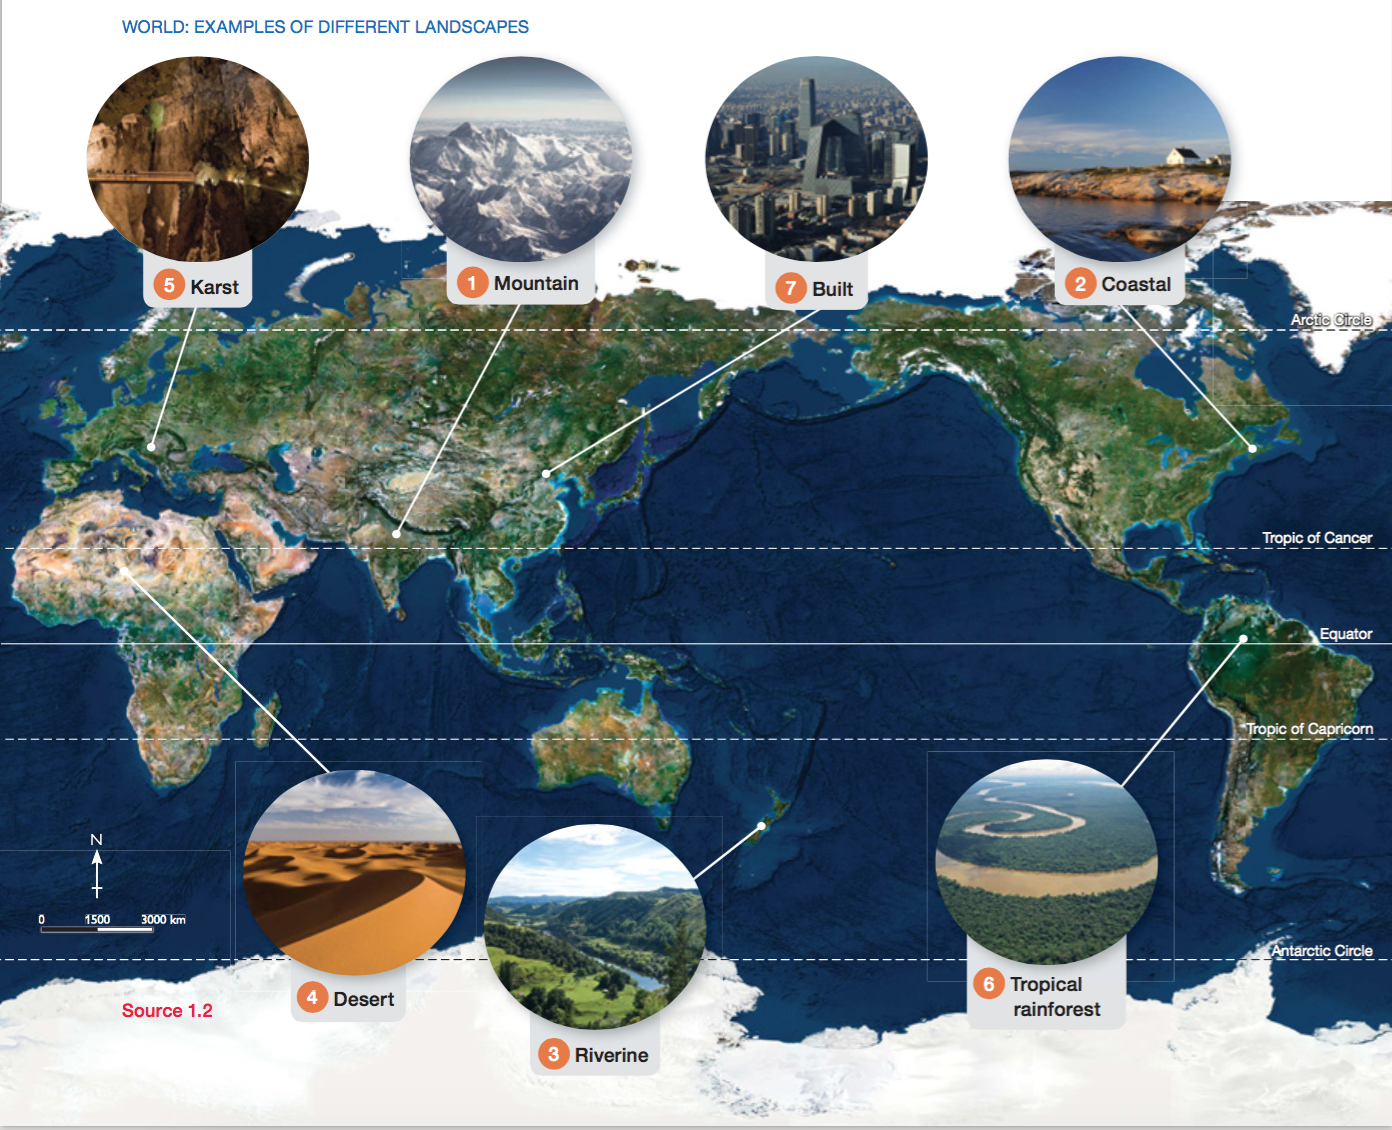 WORLD: EXAMPLES OF DIFFERENT LANDSCAPES
5 Karst
1 Mountain
7 Built
2 Coastal
Arctic Circle
Tropic of Cancer
Equator
Tropic of Capricorn
N
0 1500 3000 km
Antarctic Circle
4 Desert
6 Tropical
rainforest
Source 1.2
3 Riverine